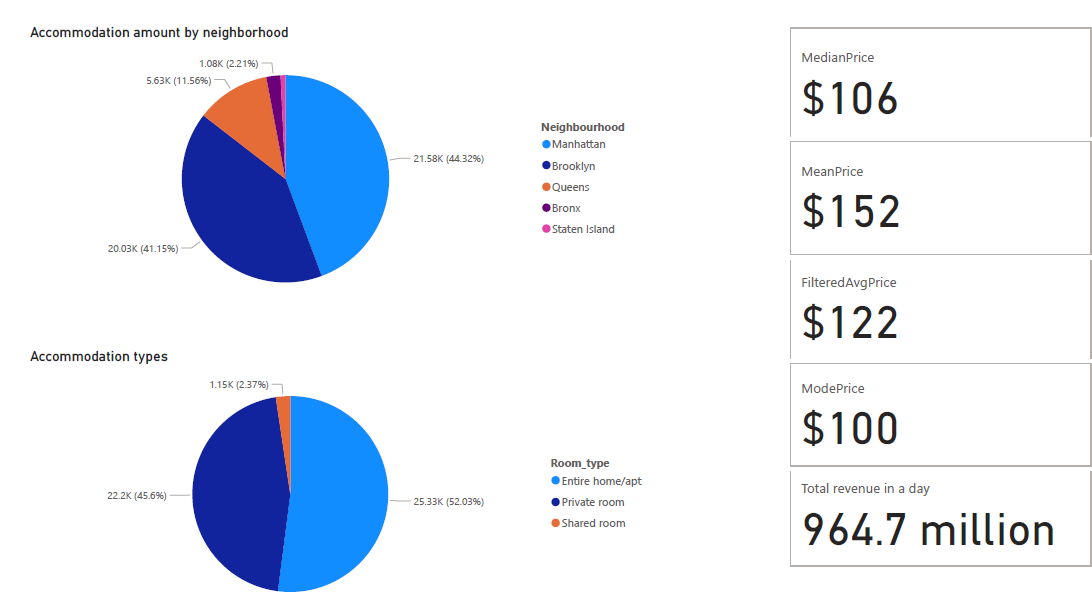 Accommodation amount by neighborhood
1.08K (2.21%)
5.63K (11.56%)
21.58K (44.32%)
20.03K (41.15%)
Neighbourhood
Manhattan
Brooklyn
Queens
Bronx
Staten Island
Accommodation types
1.15K (2.37%)
22.2K (45.6%)
25.33K (52.03%)
Room_type
Entire home/apt
Private room
Shared room
MedianPrice
$106
MeanPrice
$152
FilteredAvgPrice
$122
ModePrice
$100
Total revenue in a day
964.7 million